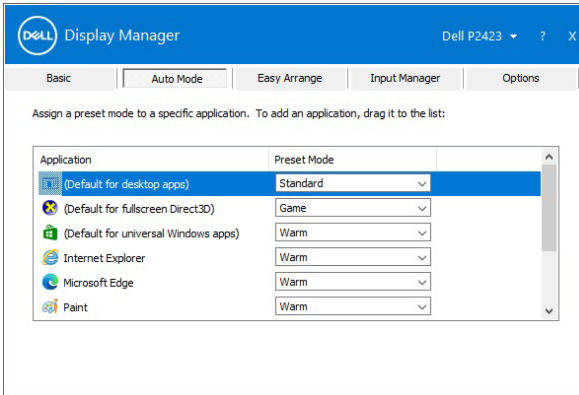 DELL Display Manager Dell P2423 ? X
Basic Auto Mode Easy Arrange Input Manager Options
Assign a preset mode to a specific application. To add an application, drag it to the list:
Application Preset Mode
(Default for desktop apps) Standard
(Default for fullscreen Direct3D) Game
(Default for universal Windows apps) Warm
Internet Explorer Warm
Microsoft Edge Warm
Paint Warm